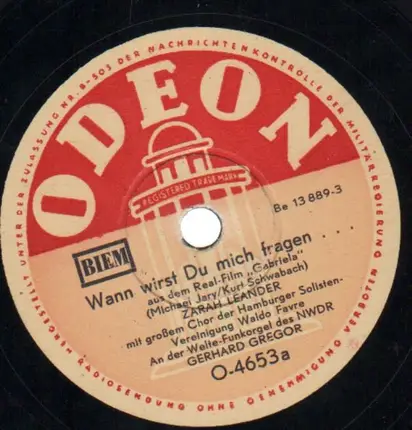 HERGESTELLT UNTER DER ZULASSUNG NR. B-505 DER NACHRICHTENKONTROLLE DER MILITÄRREGIERUNG
RADIOSENDUNG OHNE GENEHMIGUNG
ODEON
REGISTERED TRADE MARK
Be 13 889-3
BIEM
Wann wirst Du mich fragen . . .
aus dem Real-Film „Gabriela"
(Michael Jary/Kurt Schwabach)
ZARAH LEANDER
mit großem Chor der Hamburger Solisten-
Vereinigung Waldo Favre
An der Welte-Funkorgel des NWDR
GERHARD GREGOR
O-4653a